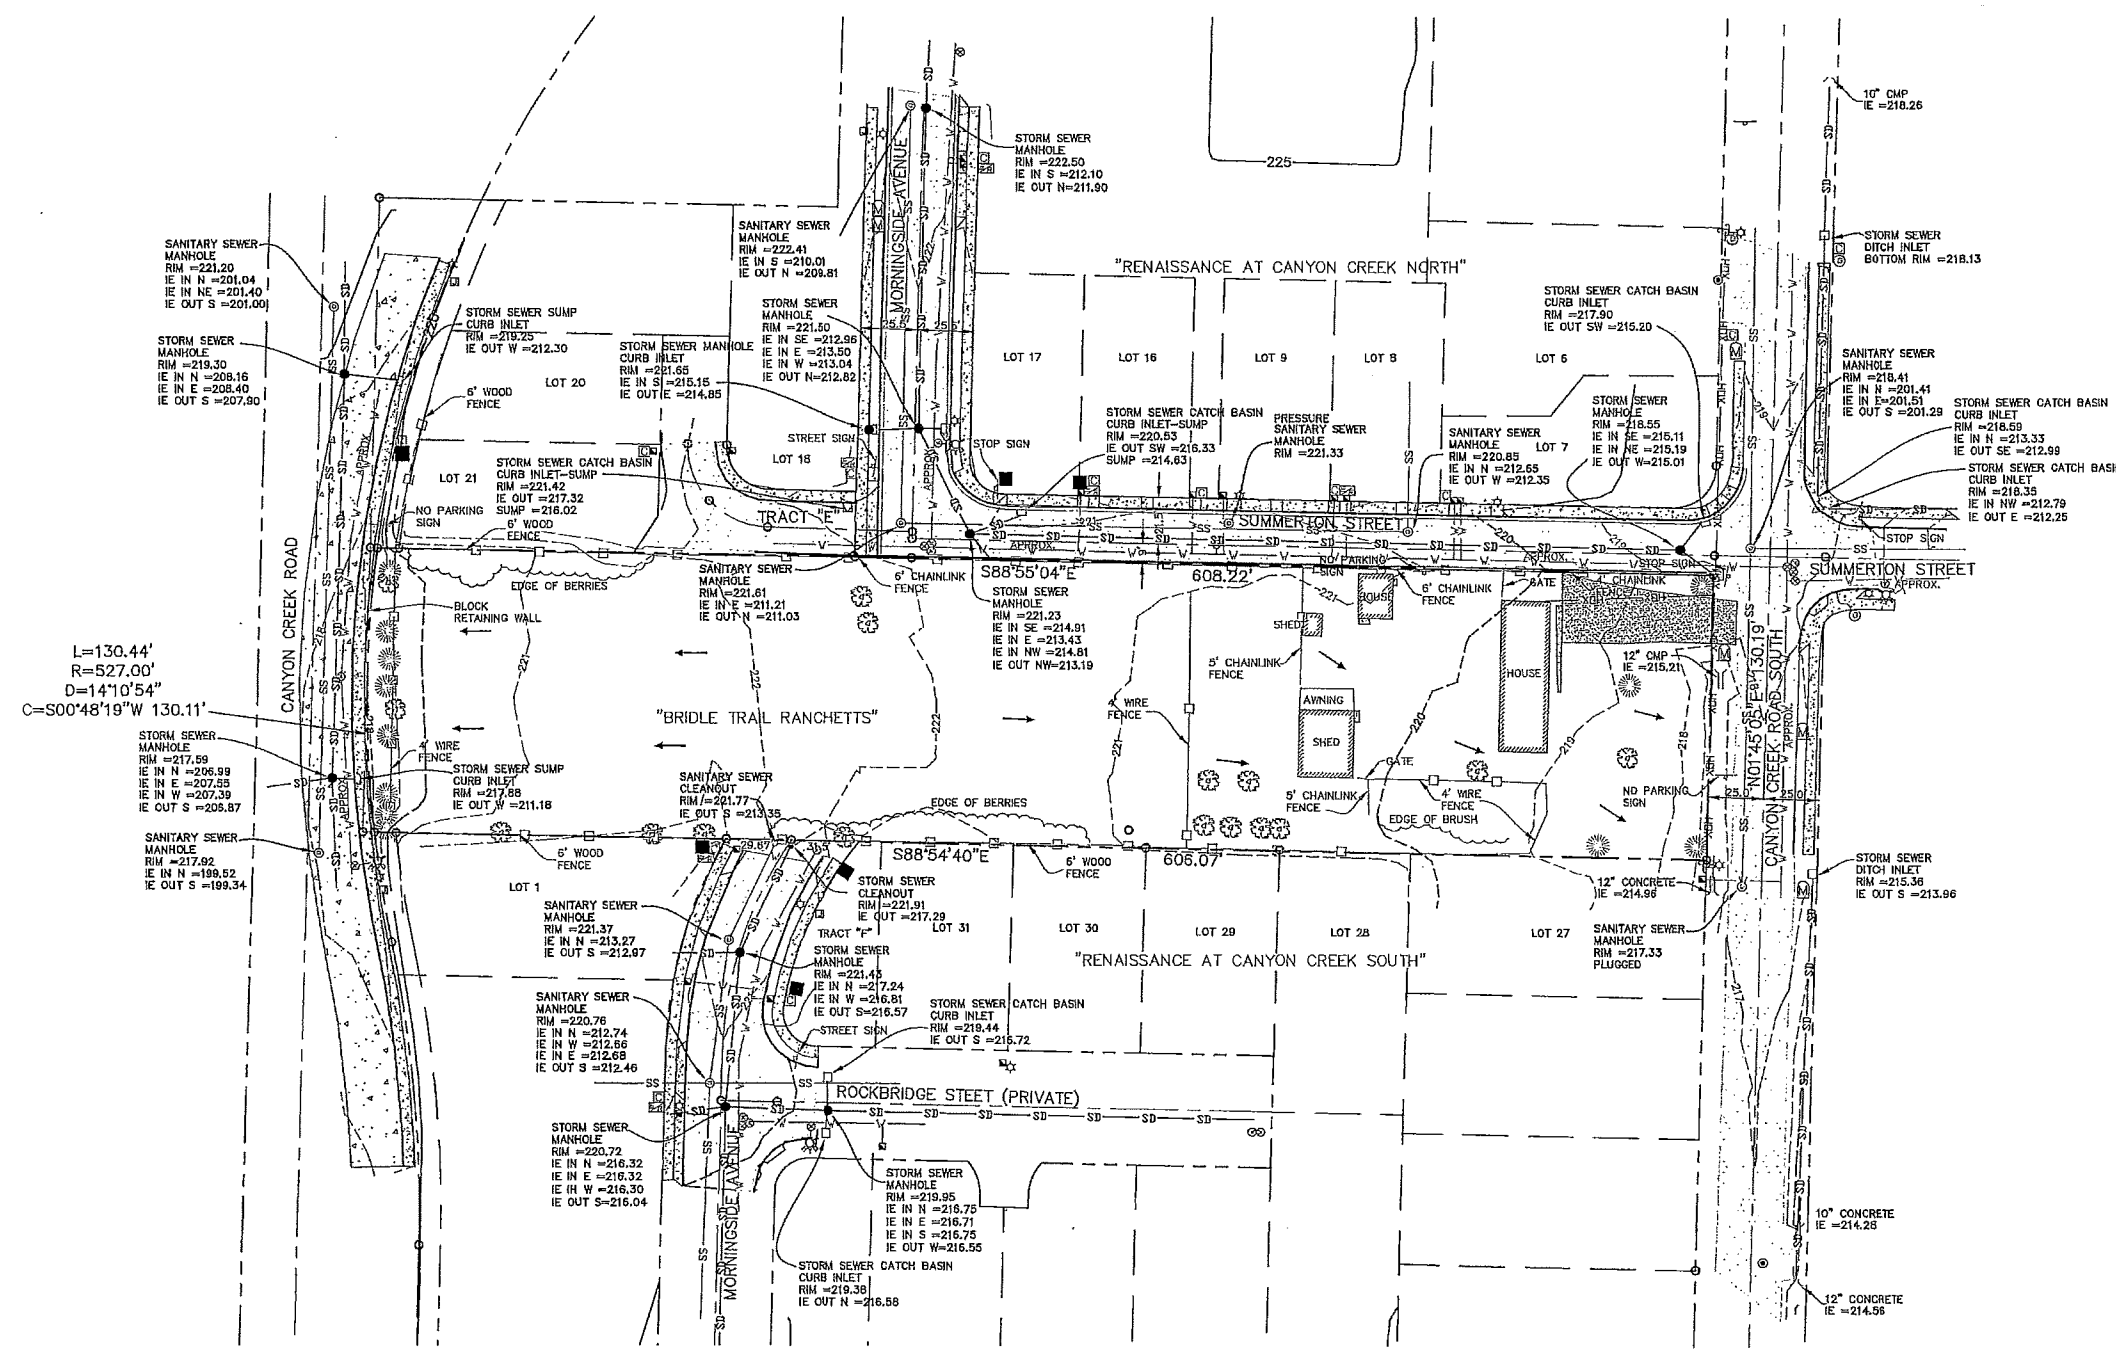 10" CMP
IE =218.26
STORM SEWER
MANHOLE
RIM =222.50
IE IN S =212.10
IE OUT N=211.90
MORNINGSIDE AVENUE
225
SANITARY SEWER
MANHOLE
RIM =222.41
IE IN S =210.01
IE OUT N =209.81
SANITARY SEWER
MANHOLE
RIM =221.20
IE IN N =201.04
IE IN NE =201.40
IE OUT S =201.00
STORM SEWER
DITCH INLET
BOTTOM RIM =218.13
"RENAISSANCE AT CANYON CREEK NORTH"
STORM SEWER SUMP
CURB INLET
RIM =219.25
IE OUT W =212.30
STORM SEWER
MANHOLE
RIM =221.50
IE IN SE =212.96
IE IN E =213.50
IE IN W =213.04
IE OUT N=212.82
STORM SEWER CATCH BASIN
CURB INLET
RIM =217.90
IE OUT SW =215.20
STORM SEWER
MANHOLE
RIM =219.30
IE IN N =208.16
IE IN E =208.40
IE OUT S =207.90
STORM SEWER MANHOLE
CURB INLET
RIM =221.65
IE IN S =215.15
IE OUT E =214.85
LOT 20
6' WOOD
FENCE
LOT 17
LOT 16
LOT 9
LOT 8
LOT 6
SANITARY SEWER
MANHOLE
RIM =218.41
IE IN N =201.41
IE IN E=201.51
IE OUT S =201.29
STORM SEWER
MANHOLE
RIM =218.55
IE IN SE =215.11
IE IN NE =215.19
IE OUT W=215.01
STORM SEWER CATCH BASIN
CURB INLET
RIM =218.59
IE IN N =213.33
IE OUT SE =212.99
STORM SEWER CATCH BASIN
CURB INLET-SUMP
RIM =220.53
IE OUT SW =216.33
SUMP =214.63
PRESSURE
SANITARY SEWER
MANHOLE
RIM =221.33
SANITARY SEWER
MANHOLE
RIM =220.85
IE IN N =212.65
IE OUT W =212.35
LOT 7
STREET SIGN
STOP SIGN
LOT 18
LOT 21
STORM SEWER CATCH BASIN
CURB INLET-SUMP
RIM =221.42
IE OUT =217.32
SUMP =216.02
STORM SEWER CATCH BAS
CURB INLET
RIM =218.35
IE IN NW =212.79
IE OUT E =212.25
NO PARKING
SIGN
6' WOOD
FENCE
TRACT "E"
SUMMERTON STREET
STOP SIGN
EDGE OF BERRIES
SANITARY SEWER
MANHOLE
RIM =221.61
IE IN E =211.21
IE OUT N =211.03
6' CHAINLINK
FENCE
S88°55'04"E
608.22'
NO PARKING
SIGN
6' CHAINLINK
FENCE
GATE
4' CHAINLINK
FENCE
STOP SIGN
SUMMERTON STREET
APPROX.
HOUSE
BLOCK
RETAINING WALL
STORM SEWER
MANHOLE
RIM =221.23
IE IN SE =214.91
IE IN E =213.43
IE IN NW =214.81
IE OUT NW=213.19
SHED
CANYON CREEK ROAD
L=130.44'
R=527.00'
D=14°10'54"
C=S00°48'19"W 130.11'
5' CHAINLINK
FENCE
HOUSE
12" CMP
IE =215.21
AWNING
SHED
"BRIDLE TRAIL RANCHETTS"
4' WIRE
FENCE
N01°45'05"E 130.19'
CANYON CREEK ROAD SOUTH
STORM SEWER
MANHOLE
RIM =217.59
IE IN N =206.99
IE IN E =207.55
IE IN W =207.39
IE OUT S =206.87
4' WIRE
FENCE
STORM SEWER SUMP
CURB INLET
RIM =217.88
IE OUT W =211.18
SANITARY SEWER
CLEANOUT
RIM =221.77
IE OUT S =213.35
EDGE OF BERRIES
GATE
5' CHAINLINK
FENCE
4' WIRE
FENCE
EDGE OF BRUSH
NO PARKING
SIGN
25.0'
25.0'
SANITARY SEWER
MANHOLE
RIM =217.92
IE IN N =199.52
IE OUT S =199.34
6' WOOD
FENCE
29.87'
S88°54'40"E
6' WOOD
FENCE
606.07'
STORM SEWER
DITCH INLET
RIM =215.36
IE OUT S =213.96
LOT 1
STORM SEWER
CLEANOUT
RIM =221.91
IE OUT =217.29
12" CONCRETE
IE =214.96
SANITARY SEWER
MANHOLE
RIM =221.37
IE IN N =213.27
IE OUT S =212.97
TRACT "F"
LOT 31
LOT 30
LOT 29
LOT 28
LOT 27
SANITARY SEWER
MANHOLE
RIM =217.33
PLUGGED
STORM SEWER
MANHOLE
RIM =221.43
IE IN N =217.24
IE IN W =216.81
IE OUT S=216.57
"RENAISSANCE AT CANYON CREEK SOUTH"
SANITARY SEWER
MANHOLE
RIM =220.76
IE IN N =212.74
IE IN W =212.66
IE IN E =212.68
IE OUT S =212.46
STORM SEWER CATCH BASIN
CURB INLET
RIM =219.44
IE OUT S =216.72
STREET SIGN
ROCKBRIDGE STEET (PRIVATE)
STORM SEWER
MANHOLE
RIM =220.72
IE IN N =216.32
IE IN E =216.32
IE IH W =216.30
IE OUT S=216.04
MORNINGSIDE AVENUE
STORM SEWER
MANHOLE
RIM =219.95
IE IN N =216.75
IE IN E =216.71
IE IN S =216.75
IE OUT W=216.55
STORM SEWER CATCH BASIN
CURB INLET
RIM =219.38
IE OUT N =216.58
10" CONCRETE
IE =214.28
12" CONCRETE
IE =214.56